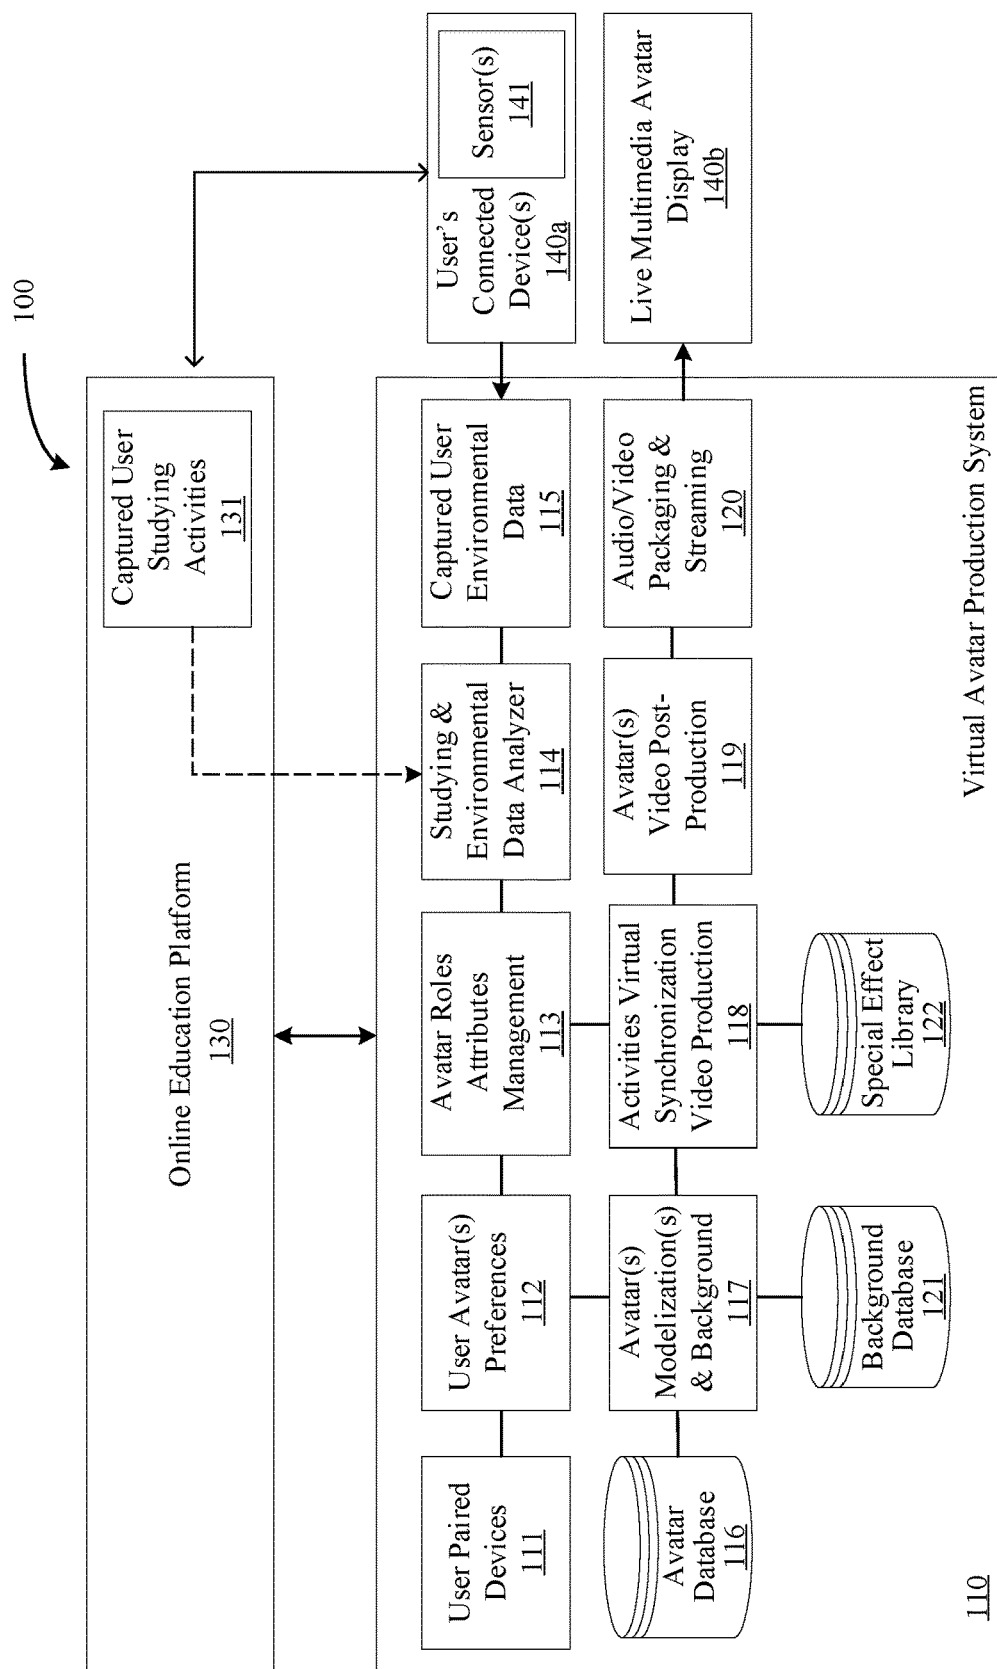 100
Online Education Platform
130
Captured User
Studying
Activities
131
User Paired
Devices
111
User Avatar(s)
Preferences
112
Avatar Roles
Attributes
Management
113
Studying &
Environmental
Data Analyzer
114
Captured User
Environmental
Data
115
User's
Connected
Device(s)
140a
Sensor(s)
141
Avatar
Database
116
Avatar(s)
Modelization(s)
& Background
117
Activities Virtual
Synchronization
Video Production
118
Avatar(s)
Video Post-
Production
119
Audio/Video
Packaging &
Streaming
120
Live Multimedia Avatar
Display
140b
Background
Database
121
Special Effect
Library
122
110
Virtual Avatar Production System